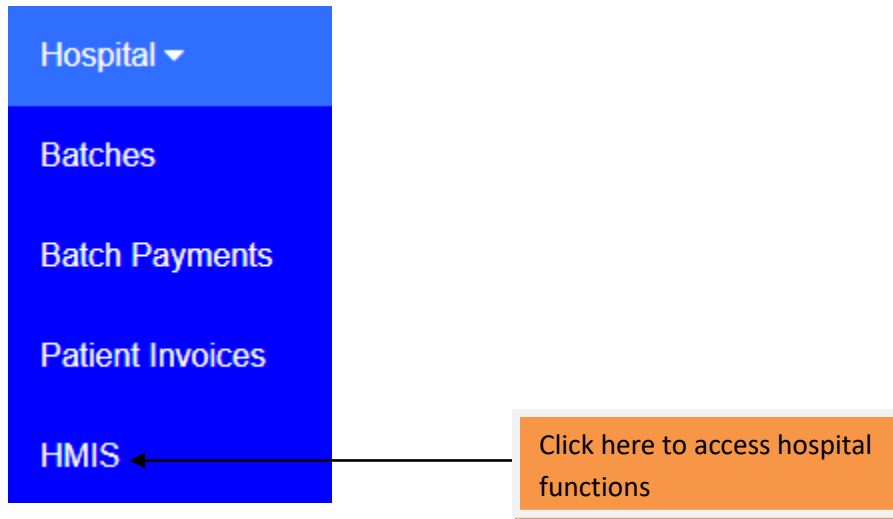 Hospital
Batches
Batch Payments
Patient Invoices
HMIS
Click here to access hospital
functions